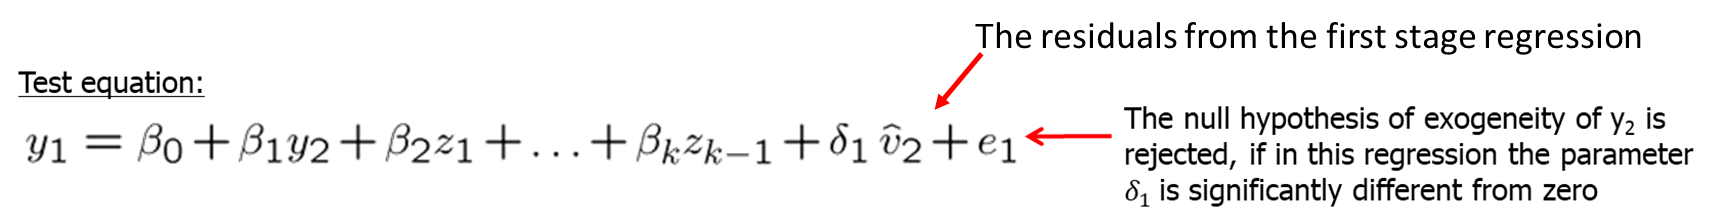 The residuals from the first stage regression
Test equation:
y₁ = β₀ + β₁y₂ + β₂z₁ + . . . + βₖzₖ₋₁ + δ₁ v̂₂ + e₁
The null hypothesis of exogeneity of y₂ is
rejected, if in this regression the parameter
δ₁ is significantly different from zero